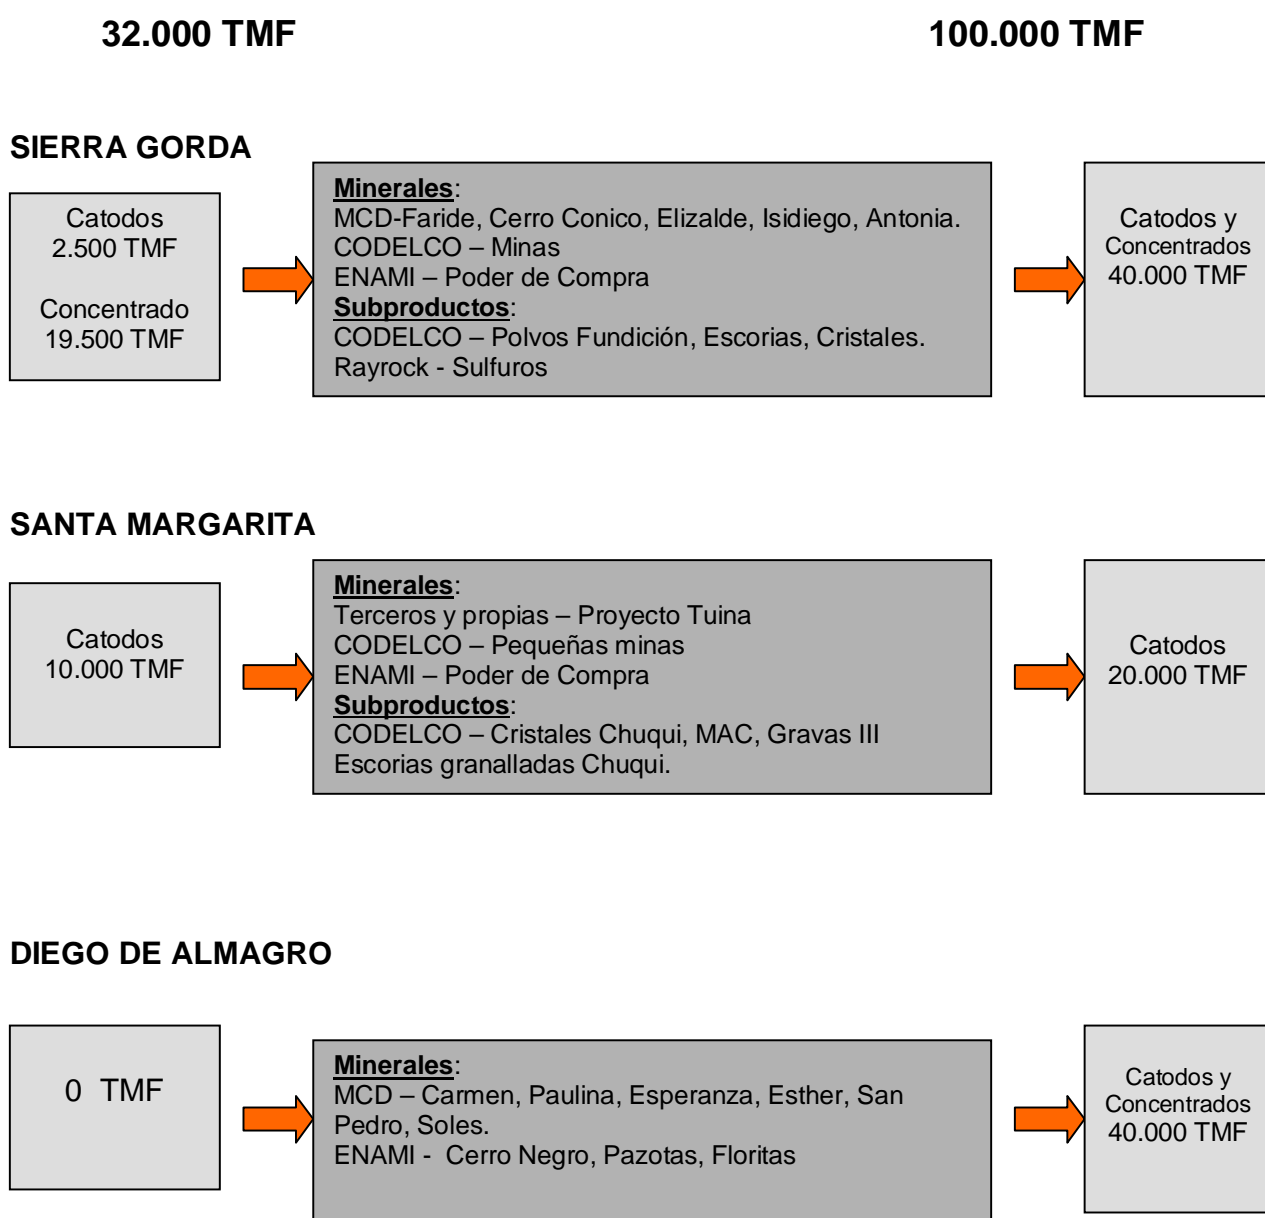 32.000 TMF
100.000 TMF
SIERRA GORDA
Catodos
2.500 TMF
Concentrado
19.500 TMF
Minerales:
MCD-Faride, Cerro Conico, Elizalde, Isidiego, Antonia.
CODELCO – Minas
ENAMI – Poder de Compra
Subproductos:
CODELCO – Polvos Fundición, Escorias, Cristales.
Rayrock - Sulfuros
Catodos y
Concentrados
40.000 TMF
SANTA MARGARITA
Catodos
10.000 TMF
Minerales:
Terceros y propias – Proyecto Tuina
CODELCO – Pequeñas minas
ENAMI – Poder de Compra
Subproductos:
CODELCO – Cristales Chuqui, MAC, Gravas III
Escorias granalladas Chuqui.
Catodos
20.000 TMF
DIEGO DE ALMAGRO
0 TMF
Minerales:
MCD – Carmen, Paulina, Esperanza, Esther, San
Pedro, Soles.
ENAMI - Cerro Negro, Pazotas, Floritas
Catodos y
Concentrados
40.000 TMF